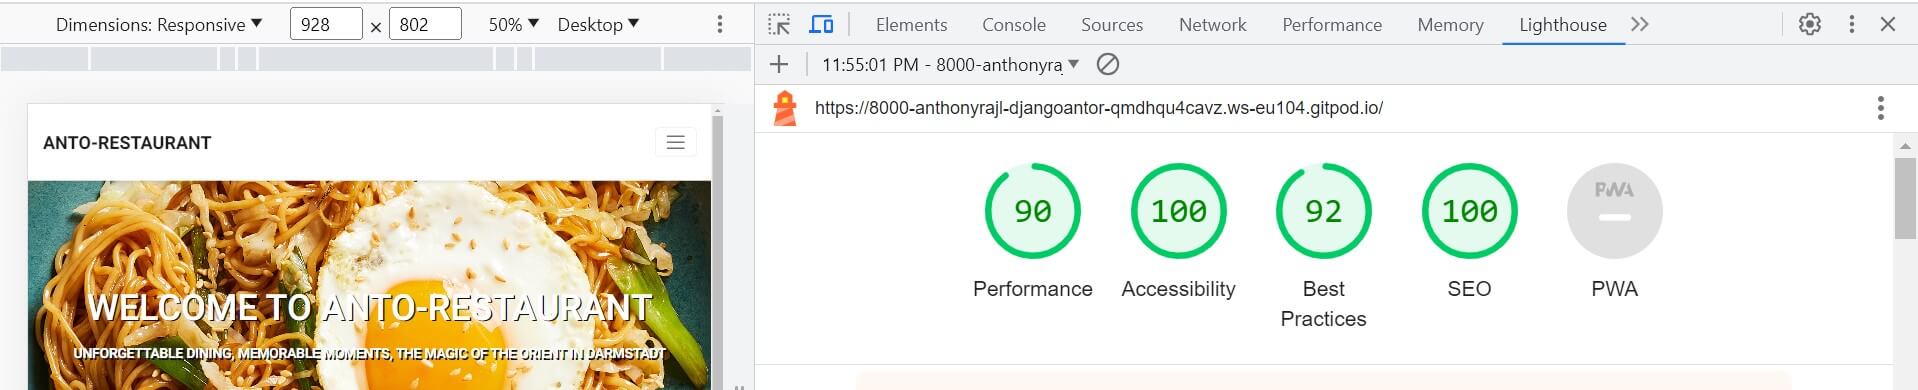 Dimensions: Responsive 928 × 802 50% Desktop
Elements Console Sources Network Performance Memory Lighthouse
11:55:01 PM - 8000-anthonyra
https://8000-anthonyrajl-djangoantor-qmdhqu4cavz.ws-eu104.gitpod.io/
ANTO-RESTAURANT
WELCOME TO ANTO-RESTAURANT
UNFORGETTABLE DINING, MEMORABLE MOMENTS, THE MAGIC OF THE ORIENT IN DARMSTADT
90 100 92 100 PWA
Performance Accessibility Best Practices SEO PWA